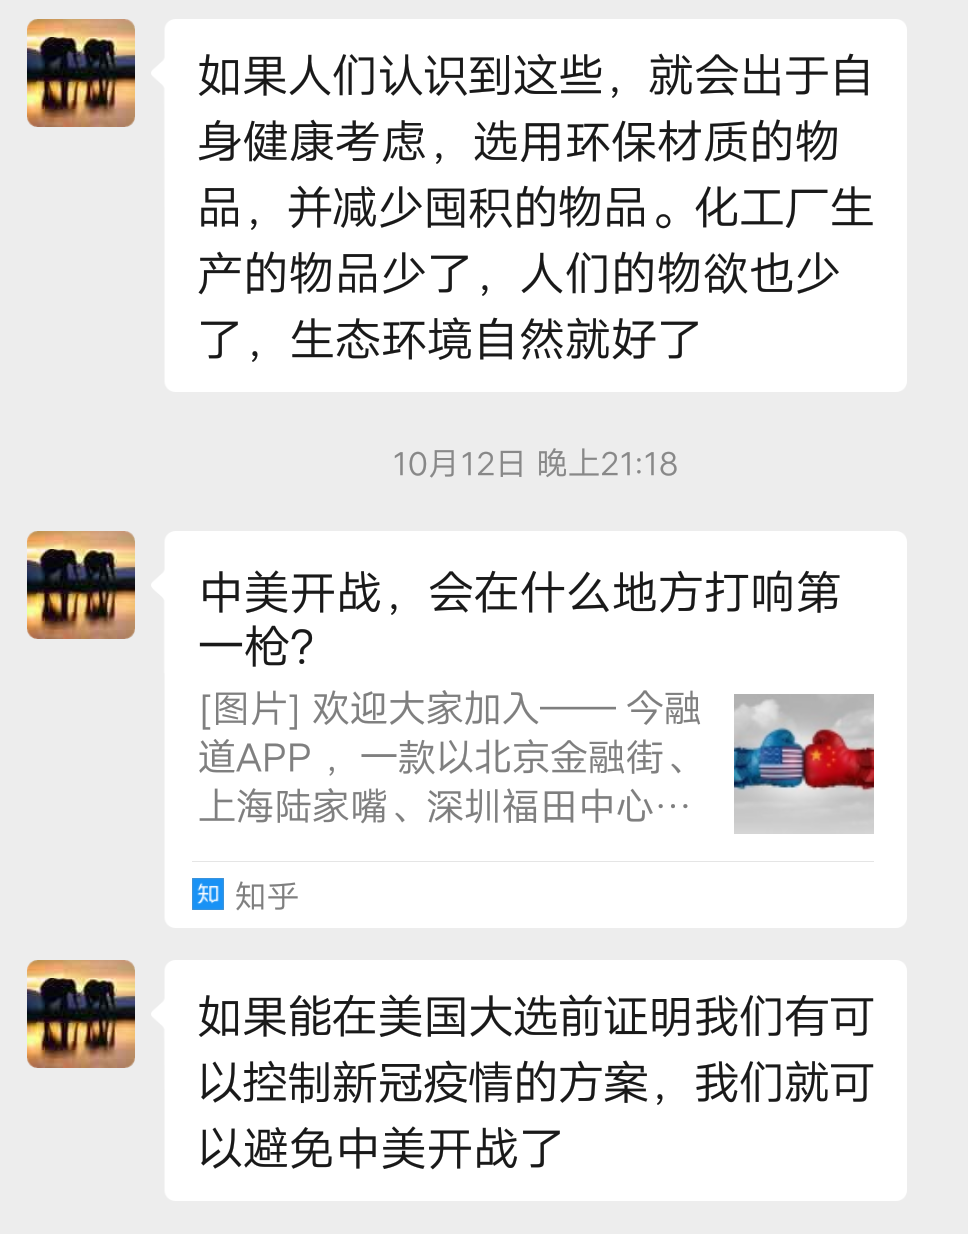 如果人们认识到这些，就会出于自
身健康考虑，选用环保材质的物
品，并减少囤积的物品。化工厂生
产的物品少了，人们的物欲也少
了，生态环境自然就好了
10月12日 晚上21:18
中美开战，会在什么地方打响第
一枪？
[图片] 欢迎大家加入—— 今融
道APP ，一款以北京金融街、
上海陆家嘴、深圳福田中心…
知 知乎
如果能在美国大选前证明我们有可
以控制新冠疫情的方案，我们就可
以避免中美开战了